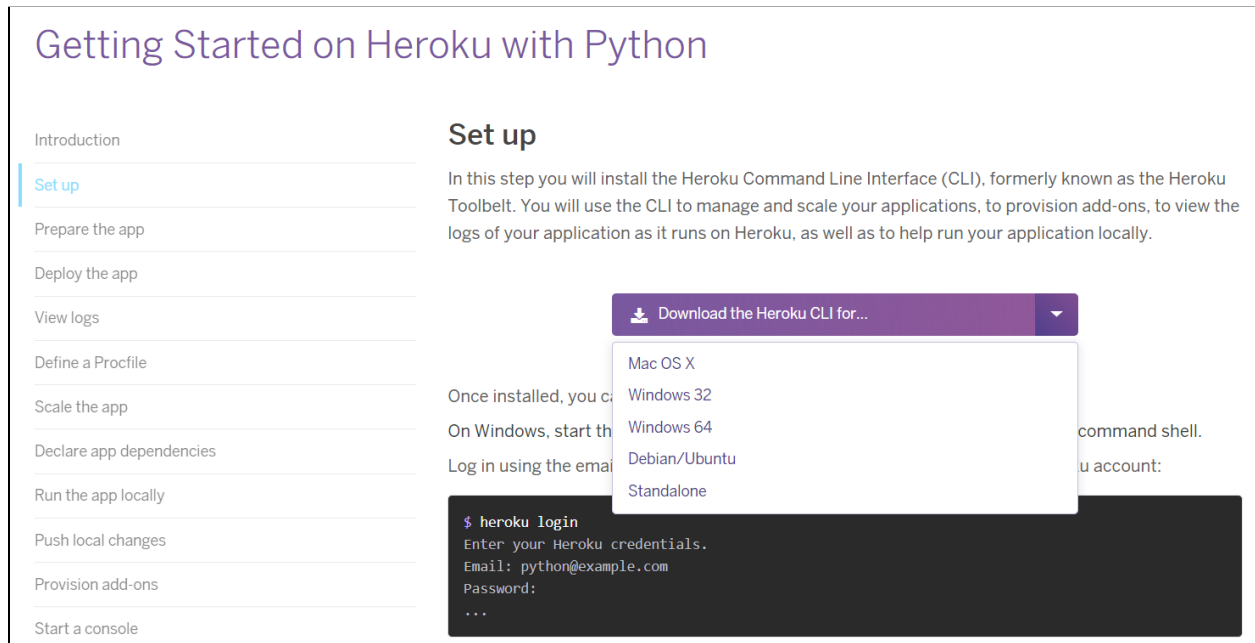 Getting Started on Heroku with Python
Introduction
Set up
Prepare the app
Deploy the app
View logs
Define a Procfile
Scale the app
Declare app dependencies
Run the app locally
Push local changes
Provision add-ons
Start a console
Set up
In this step you will install the Heroku Command Line Interface (CLI), formerly known as the Heroku
Toolbelt. You will use the CLI to manage and scale your applications, to provision add-ons, to view the
logs of your application as it runs on Heroku, as well as to help run your application locally.
Download the Heroku CLI for...
Mac OS X
Windows 32
Windows 64
Debian/Ubuntu
Standalone
Once installed, you
On Windows, start command shell.
Log in using the account:
$ heroku login
Enter your Heroku credentials.
Email: python@example.com
Password:
...